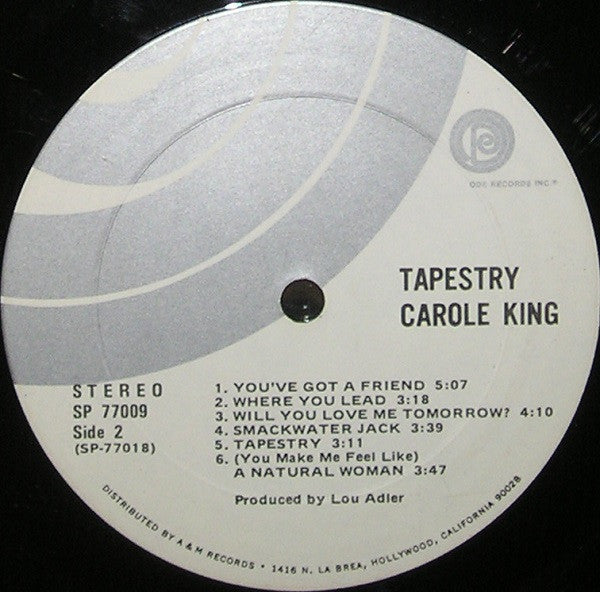 ODE RECORDS INC.®
TAPESTRY
CAROLE KING
STEREO
SP 77009
Side 2
(SP-77018)
1. YOU'VE GOT A FRIEND 5:07
2. WHERE YOU LEAD 3:18
3. WILL YOU LOVE ME TOMORROW? 4:10
4. SMACKWATER JACK 3:39
5. TAPESTRY 3:11
6. (You Make Me Feel Like)
A NATURAL WOMAN 3:47
Produced by Lou Adler
DISTRIBUTED BY A & M RECORDS • 1416 N. LA BREA, HOLLYWOOD, CALIFORNIA 90028